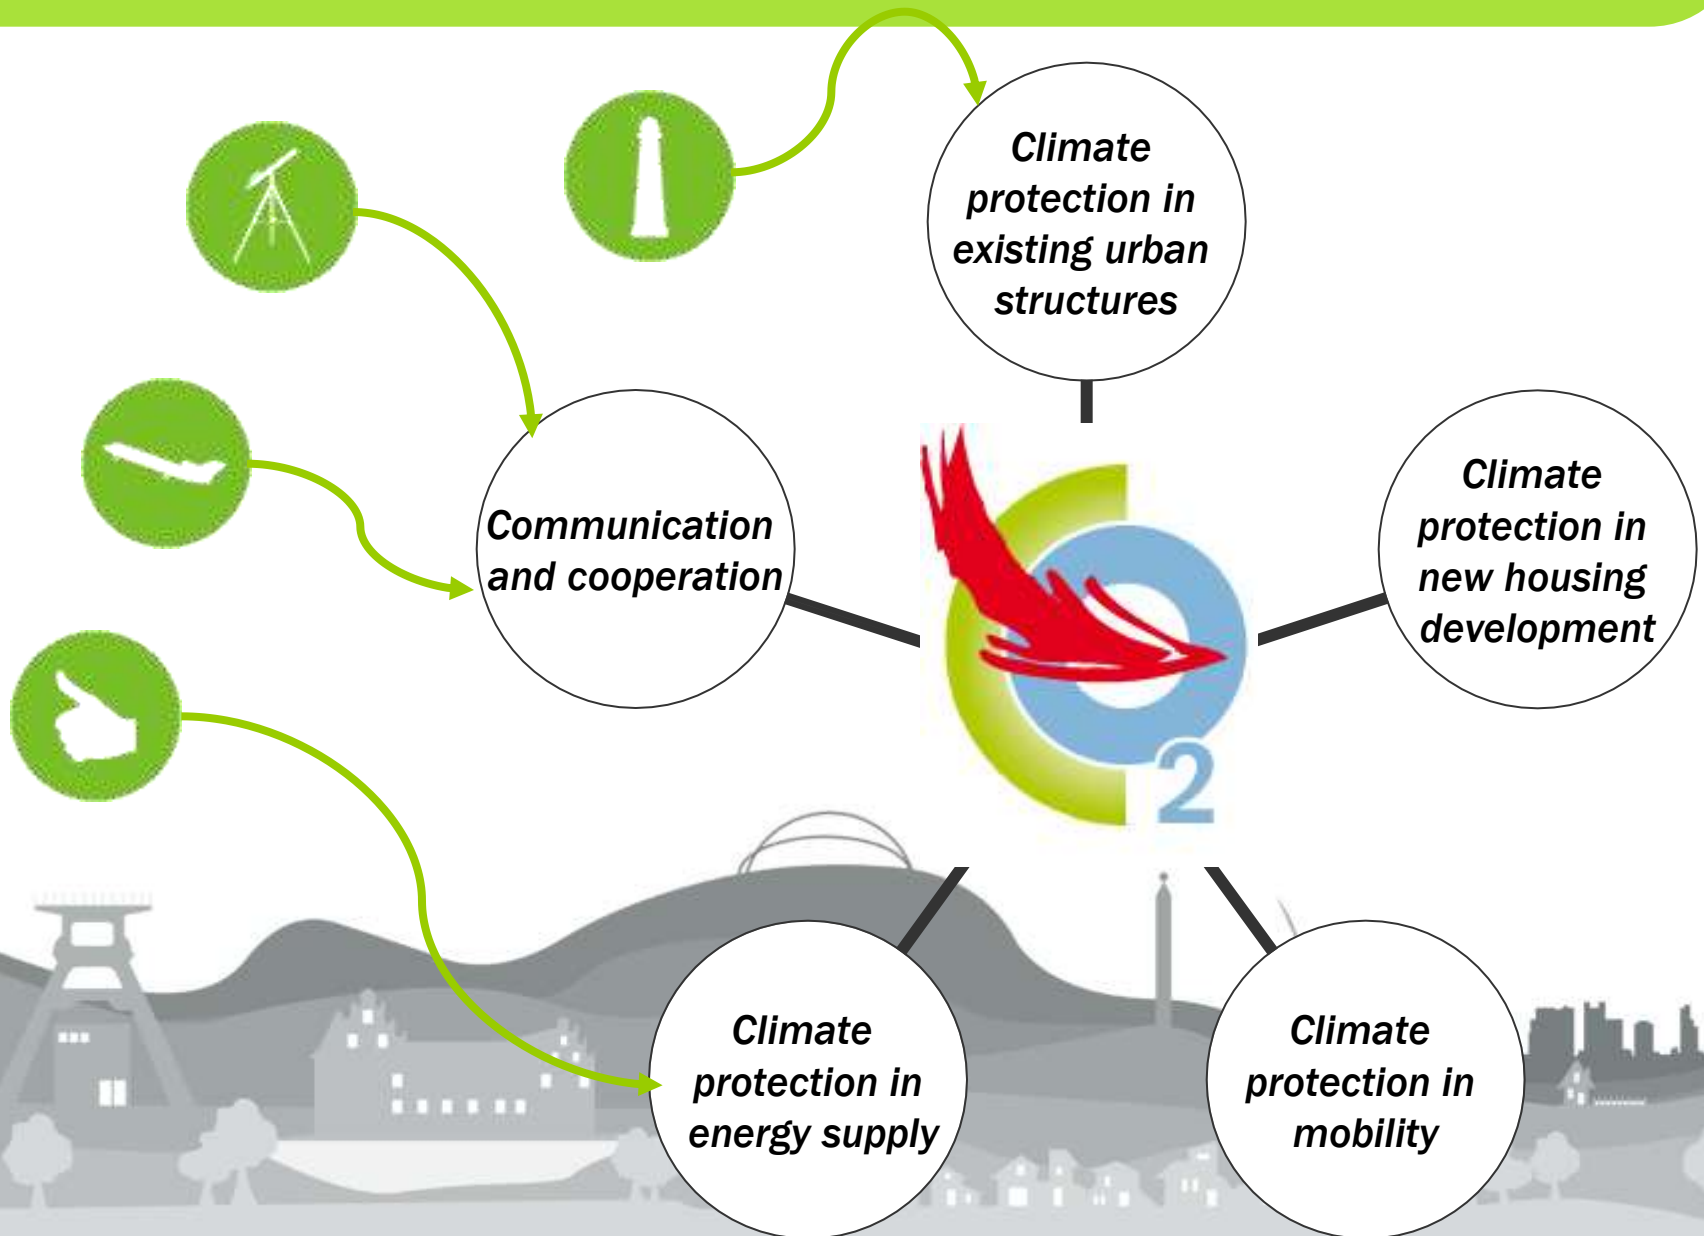 Climate
protection in
existing urban
structures
Communication
and cooperation
Climate
protection in
new housing
development
CO2
Climate
protection in
energy supply
Climate
protection in
mobility